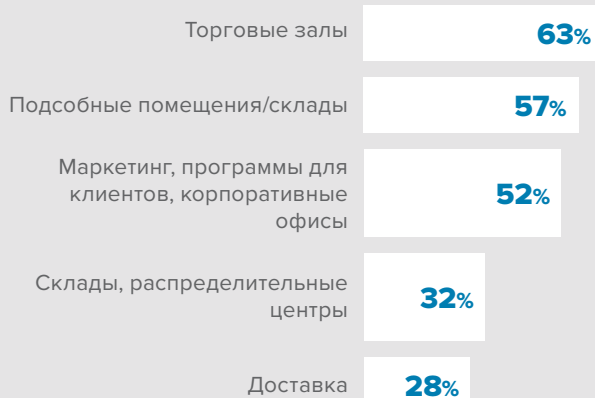 Торговые залы 63%
Подсобные помещения/склады 57%
Маркетинг, программы для
клиентов, корпоративные
офисы
52%
Склады, распределительные
центры
32%
Доставка 28%